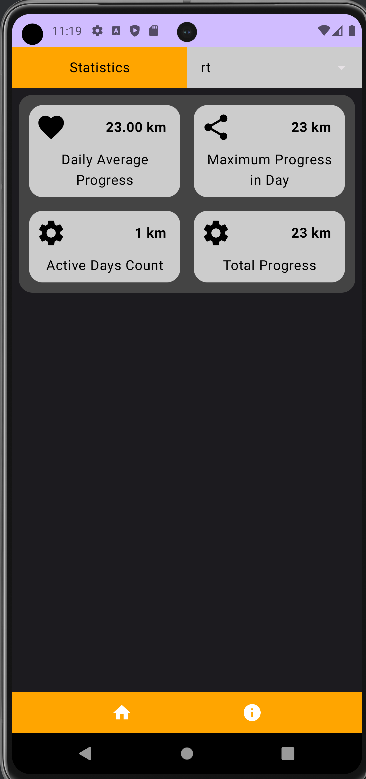 11:19
Statistics
rt
23.00 km
Daily Average
Progress
23 km
Maximum Progress
in Day
1 km
Active Days Count
23 km
Total Progress